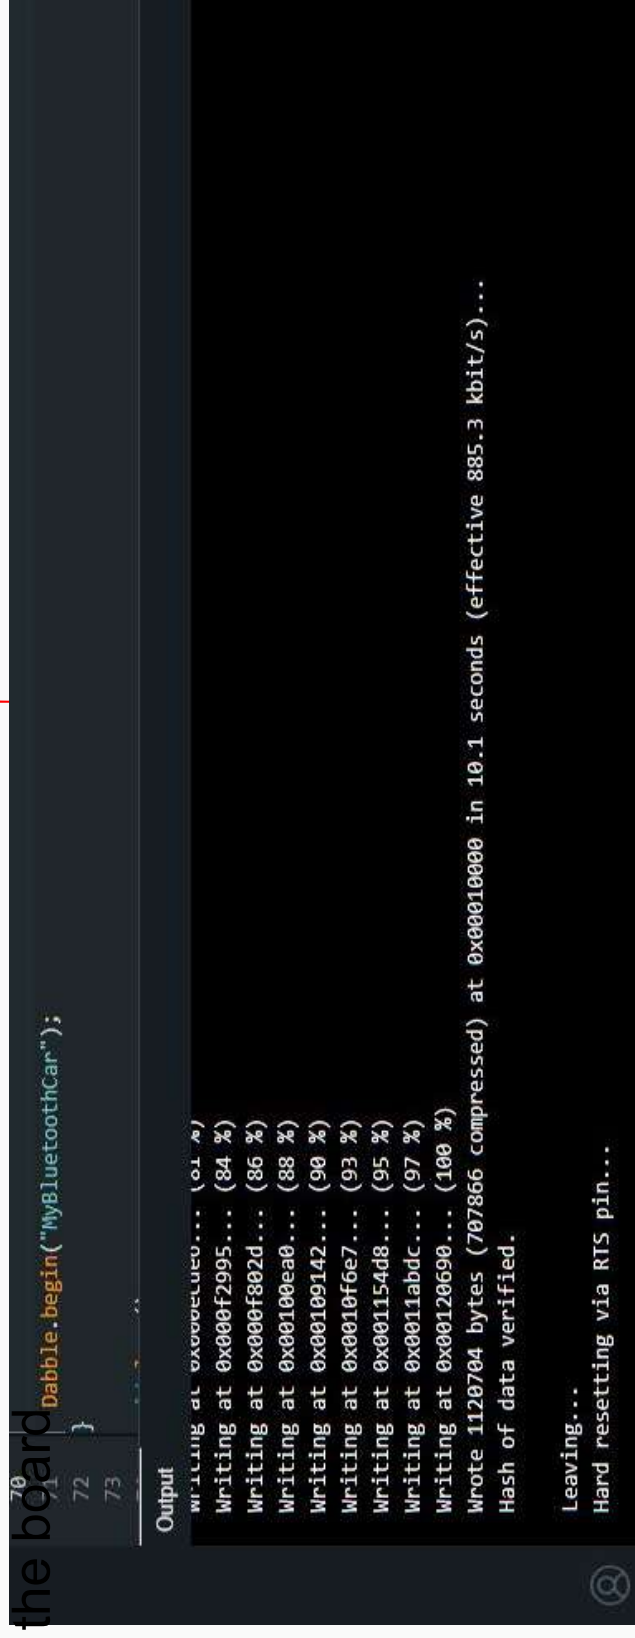 the board
70
71 Dabble.begin("MyBluetoothCar");
72 }
73
Output
Writing at
Writing at 0x000f2995... (84 %)
Writing at 0x000f802d... (86 %)
Writing at 0x00100ea0... (88 %)
Writing at 0x00109142... (90 %)
Writing at 0x0010f6e7... (93 %)
Writing at 0x001154d8... (95 %)
Writing at 0x0011abdc... (97 %)
Writing at 0x00120690... (100 %)
Wrote 1120704 bytes (707866 compressed) at 0x00010000 in 10.1 seconds (effective 885.3 kbit/s)...
Hash of data verified.
Leaving...
Hard resetting via RTS pin...